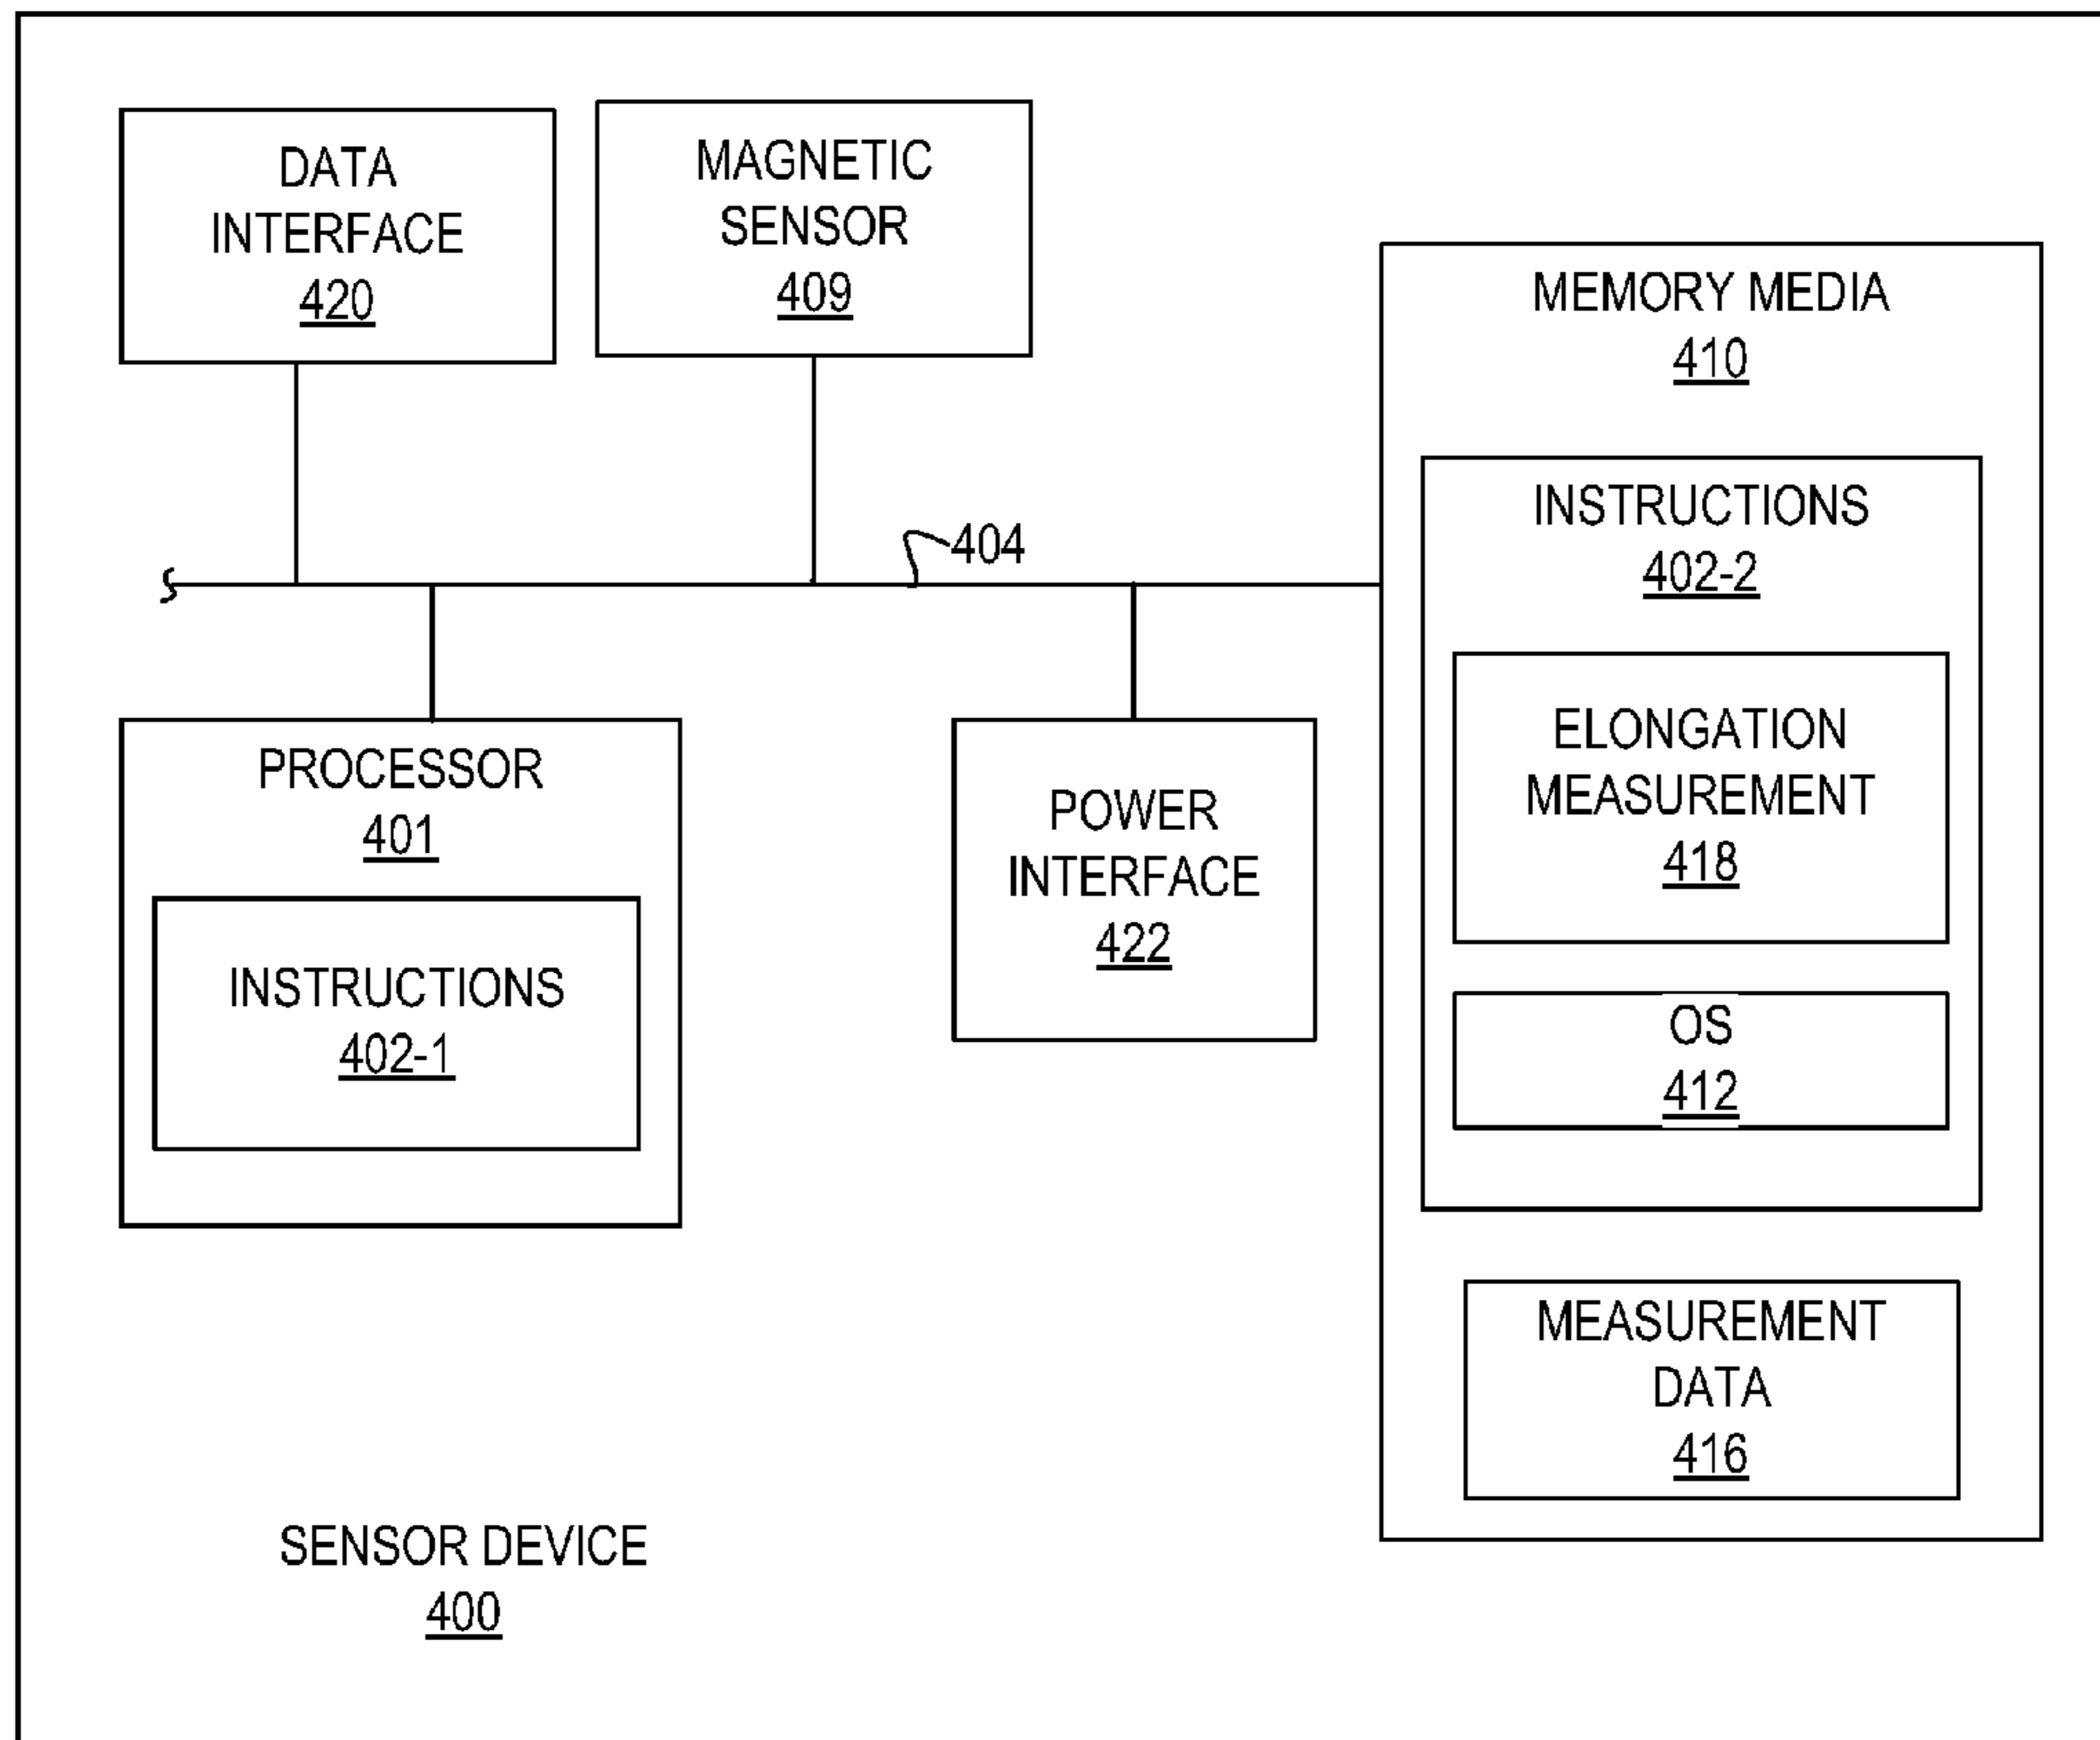 DATA
INTERFACE
420
MAGNETIC
SENSOR
409
MEMORY MEDIA
410
INSTRUCTIONS
402-2
404
ELONGATION
MEASUREMENT
418
PROCESSOR
401
POWER
INTERFACE
422
INSTRUCTIONS
402-1
OS
412
MEASUREMENT
DATA
416
SENSOR DEVICE
400